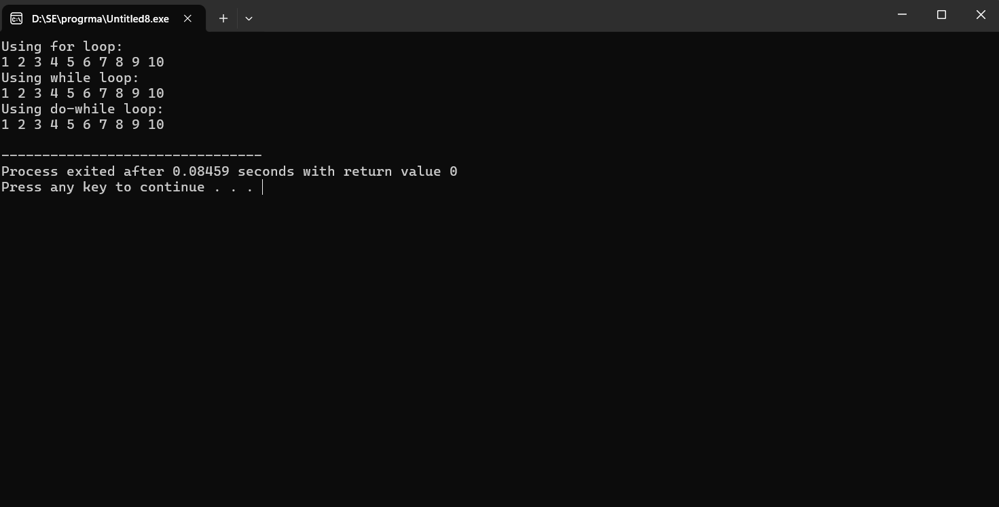 D:\SE\progrma\Untitled8.exe
Using for loop:
1 2 3 4 5 6 7 8 9 10
Using while loop:
1 2 3 4 5 6 7 8 9 10
Using do-while loop:
1 2 3 4 5 6 7 8 9 10
--------------------------------
Process exited after 0.08459 seconds with return value 0
Press any key to continue . . .